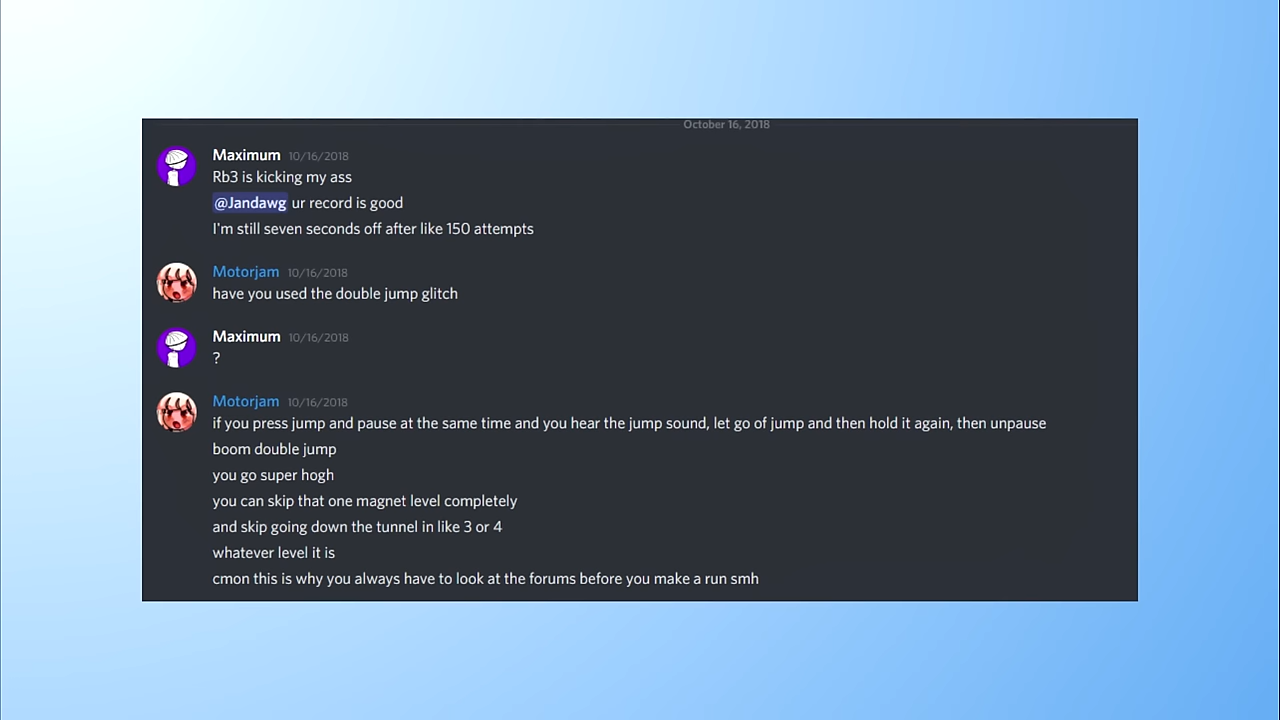 October 16, 2018
Maximum 10/16/2018
Rb3 is kicking my ass
@Jandawg ur record is good
I'm still seven seconds off after like 150 attempts
Motorjam 10/16/2018
have you used the double jump glitch
Maximum 10/16/2018
?
Motorjam 10/16/2018
if you press jump and pause at the same time and you hear the jump sound, let go of jump and then hold it again, then unpause
boom double jump
you go super hogh
you can skip that one magnet level completely
and skip going down the tunnel in like 3 or 4
whatever level it is
cmon this is why you always have to look at the forums before you make a run smh